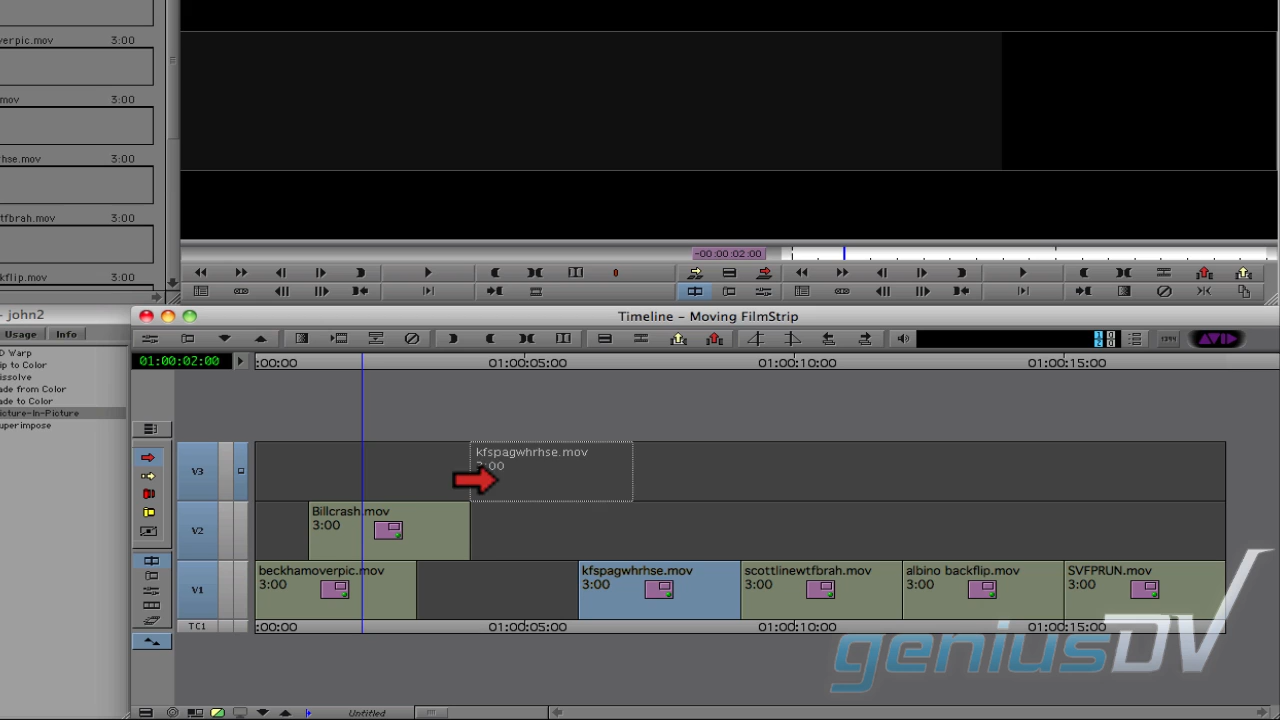 verpic.mov 3:00
mov 3:00
rhse.mov 3:00
tfbrah.mov 3:00
kflip.mov 3:00
-00:00:02:00
- john2
Timeline - Moving FilmStrip
Usage Info
01:00:02:00
:00:00 01:00:05:00 01:00:10:00 01:00:15:00
D Warp
ip to Color
issolve
ade from Color
ade to Color
icture-In-Picture
uperimpose
V3
kfspagwhrhse.mov
3:00
V2
Billcrash.mov
3:00
V1
beckhamoverpic.mov
3:00
kfspagwhrhse.mov
3:00
scottlinewtfbrah.mov
3:00
albino backflip.mov
3:00
SVFPRUN.mov
3:00
TC1
:00:00 01:00:05:00 01:00:10:00 01:00:15:00
geniusDV
Untitled